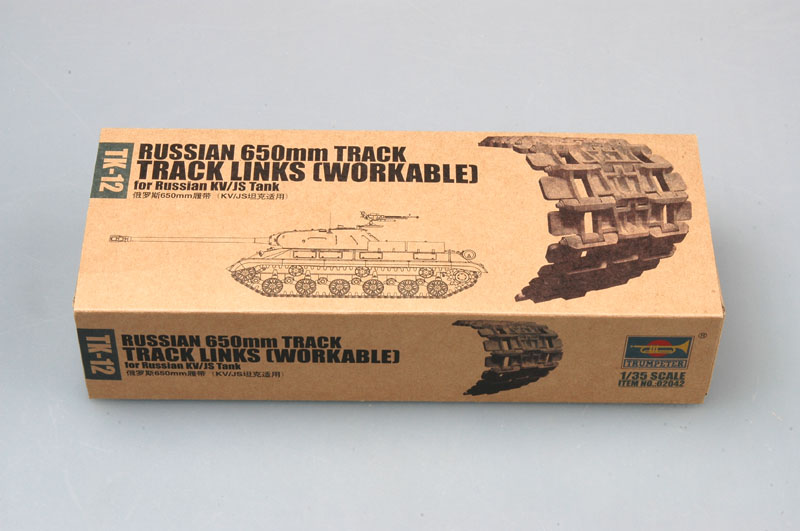 TK-12
RUSSIAN 650mm TRACK
TRACK LINKS (WORKABLE)
for Russian KV/JS Tank
俄罗斯650mm履带（KV/JS坦克适用）
TK-12
RUSSIAN 650mm TRACK
TRACK LINKS (WORKABLE)
for Russian KV/JS Tank
俄罗斯650mm履带（KV/JS坦克适用）
®
TRUMPETER
1/35 SCALE
ITEM NO.:02042